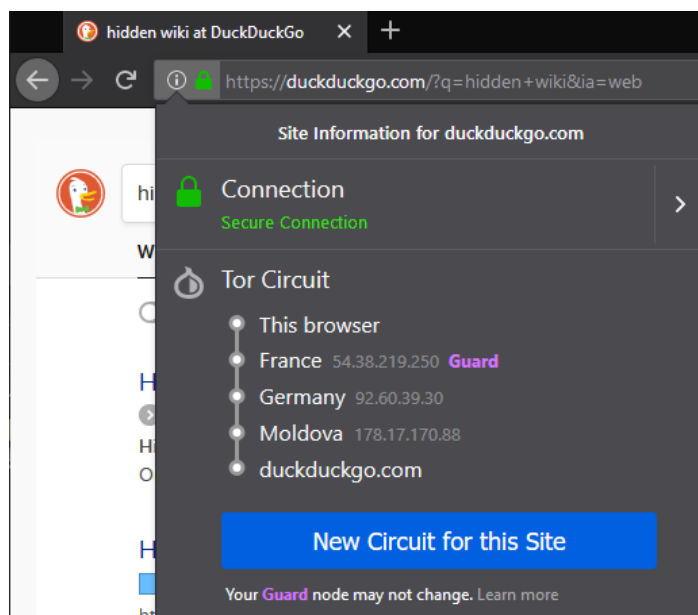 hidden wiki at DuckDuckGo
https://duckduckgo.com/?q=hidden+wiki&ia=web
Site Information for duckduckgo.com
hi
Connection
Secure Connection
W
Tor Circuit
This browser
France 54.38.219.250 Guard
Germany 92.60.39.30
H
Moldova 178.17.170.88
Hi
duckduckgo.com
O
New Circuit for this Site
H
Your Guard node may not change. Learn more